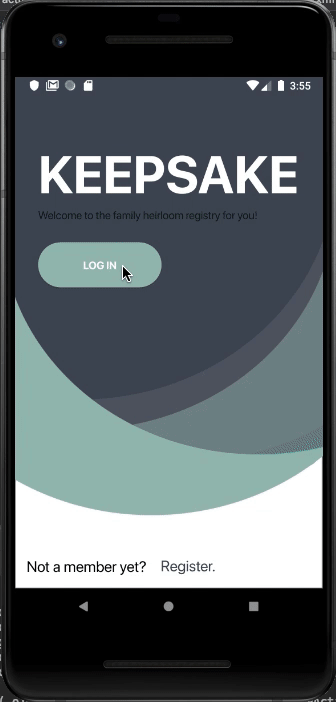 3:55
KEEPSAKE
Welcome to the family heirloom registry for you!
LOG IN
Not a member yet? Register.